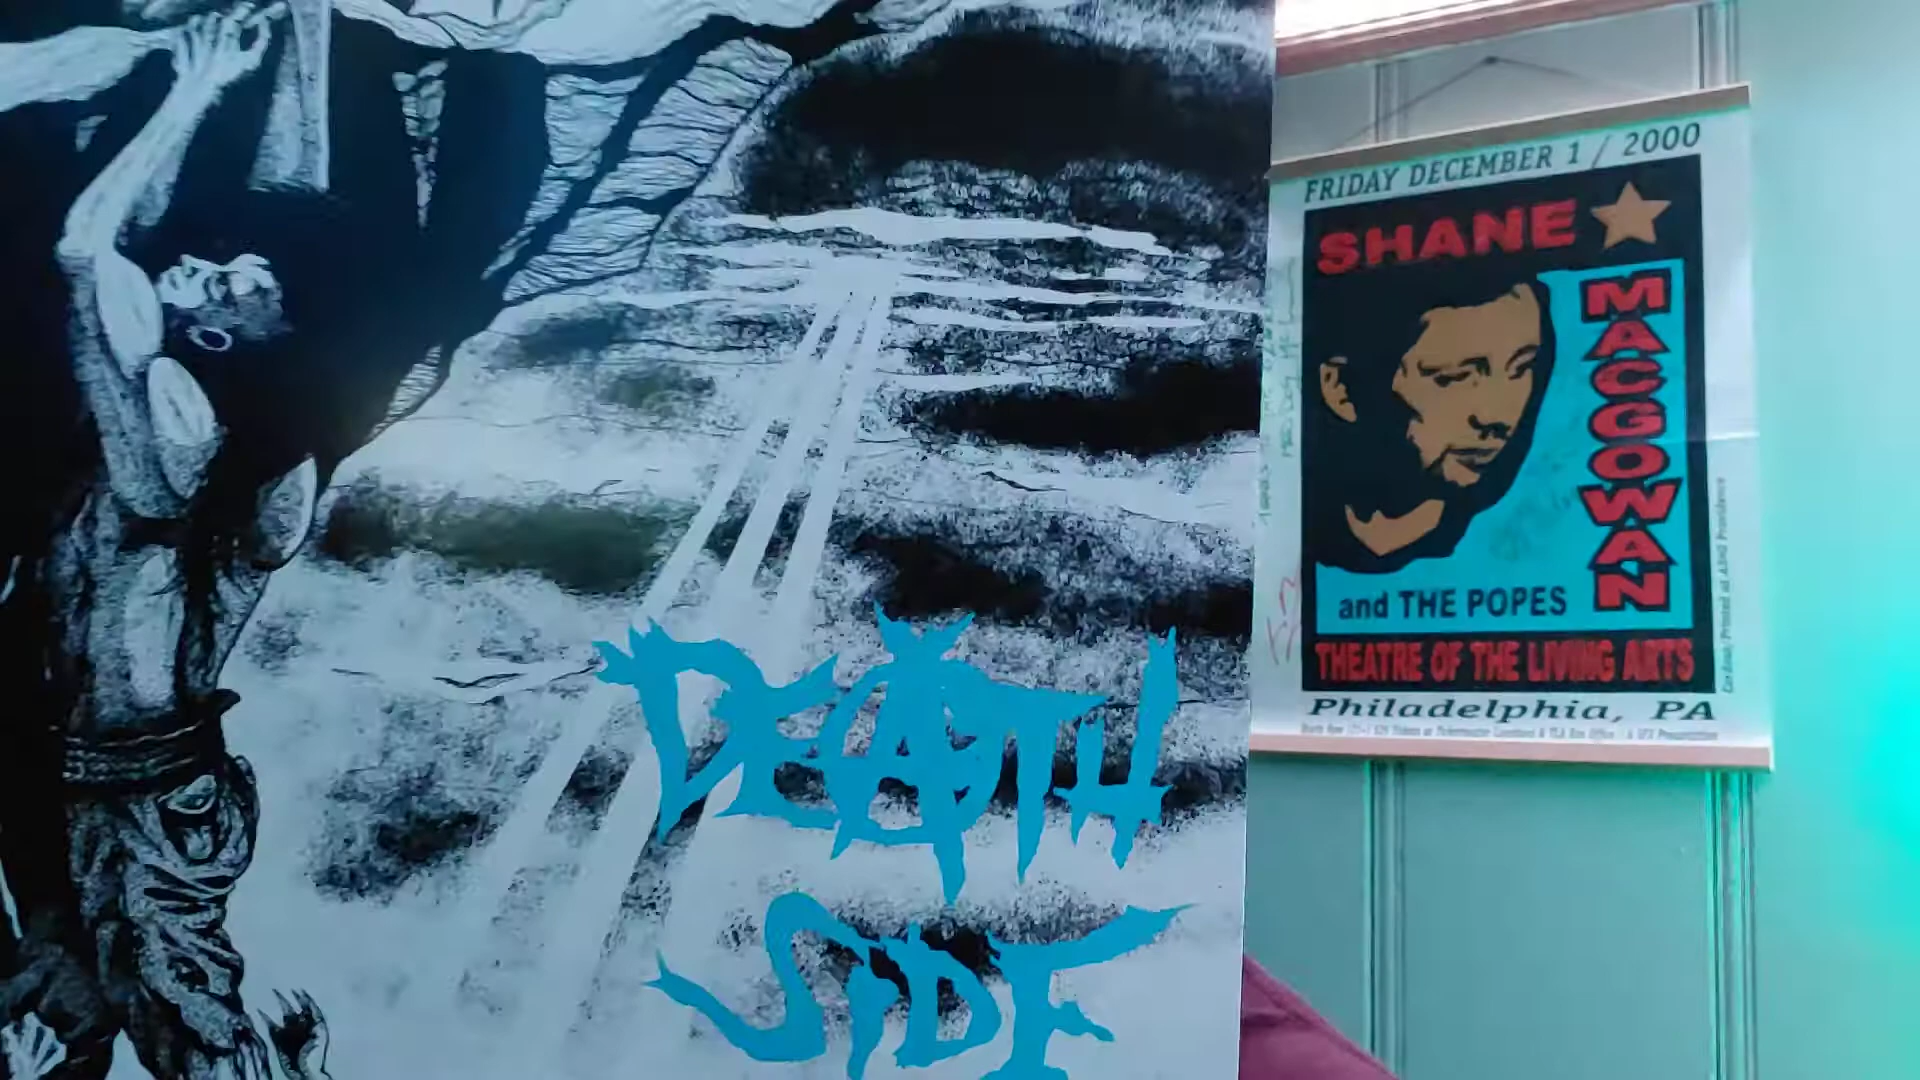 DEATH
SIDE
FRIDAY DECEMBER 1 / 2000
SHANE
MACGOWAN
and THE POPES
THEATRE OF THE LIVING ARTS
Philadelphia, PA